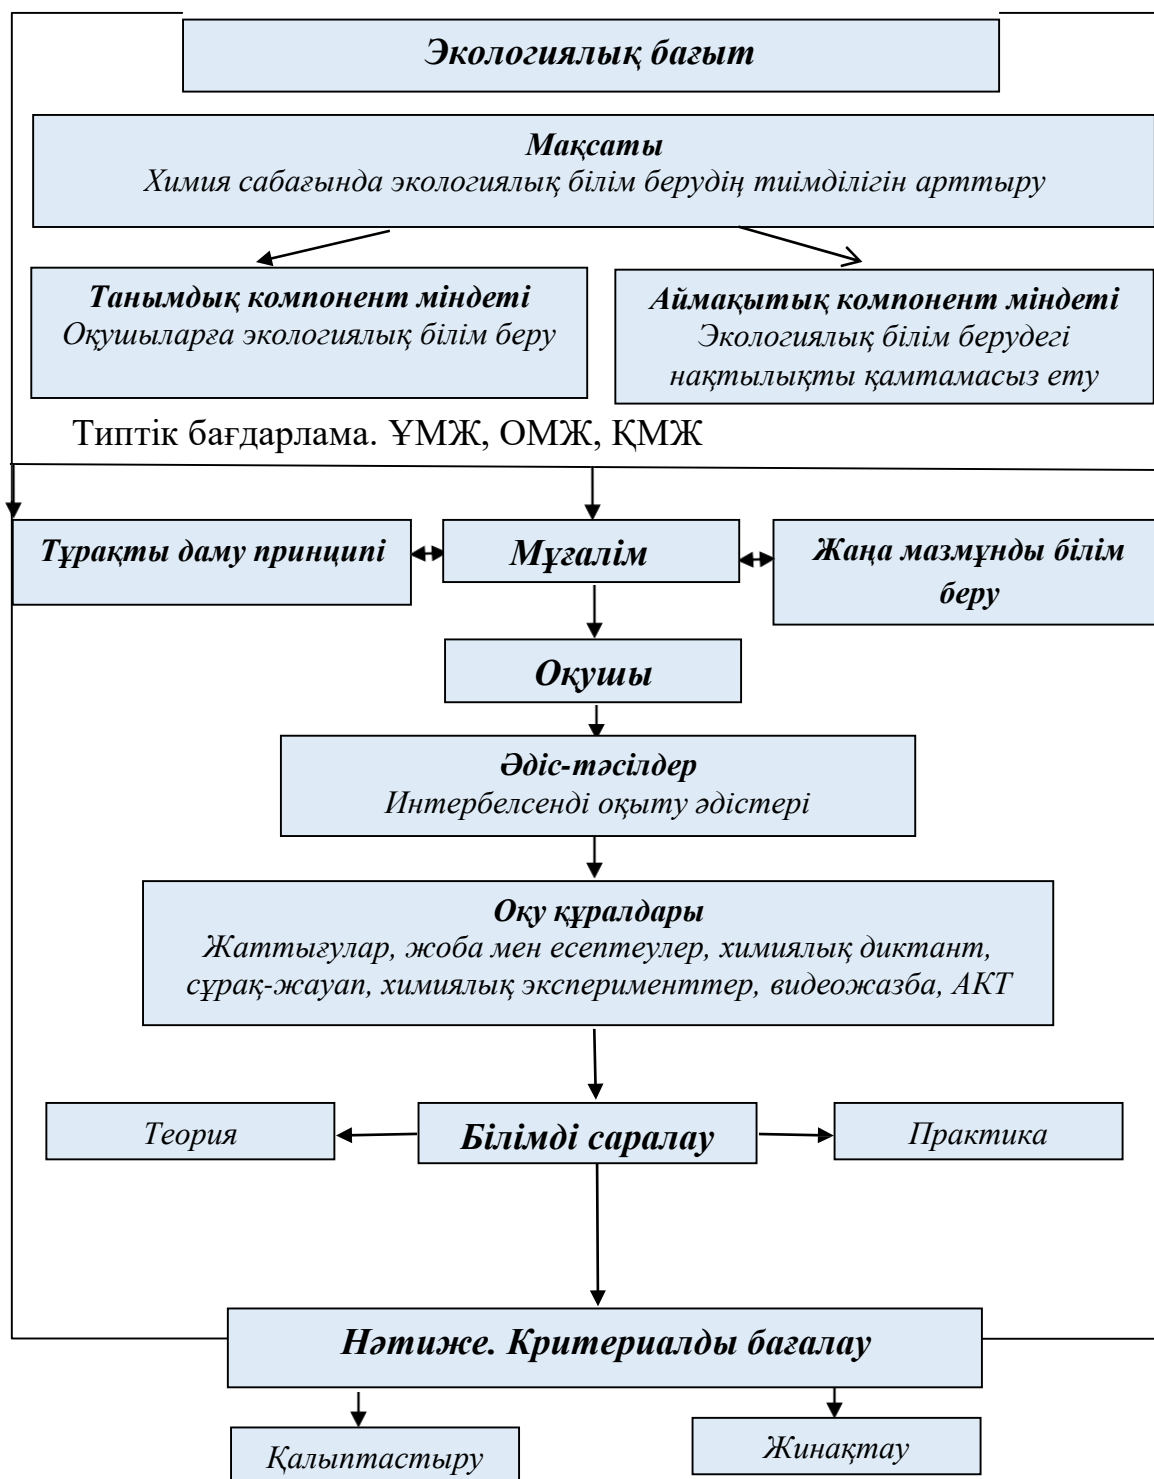 Экологиялық бағыт
Мақсаты
Химия сабағында экологиялық білім берудің тиімділігін арттыру
Танымдық компонент міндеті
Оқушыларға экологиялық білім беру
Аймақытық компонент міндеті
Экологиялық білім берудегі
нақтылықты қамтамасыз ету
Типтік бағдарлама. ҰМЖ, ОМЖ, ҚМЖ
Тұрақты даму принципі
Мұғалім
Жаңа мазмұнды білім
беру
Оқушы
Әдіс-тәсілдер
Интербелсенді оқыту әдістері
Оқу құралдары
Жаттығулар, жоба мен есептеулер, химиялық диктант,
сұрақ-жауап, химиялық эксперименттер, видеожазба, АКТ
Теория
Білімді саралау
Практика
Нәтиже. Критериалды бағалау
Қалыптастыру
Жинақтау